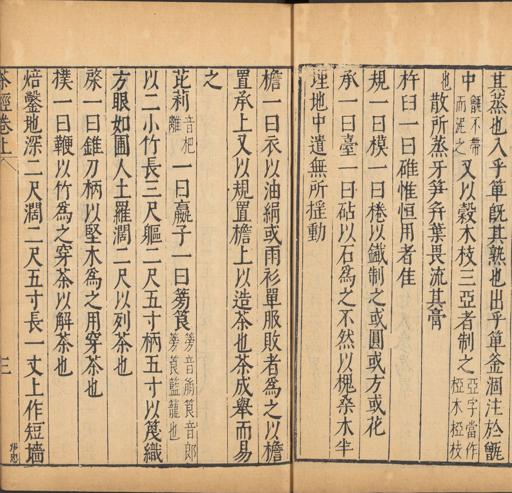 其蒸也入乎箄既其熟也出乎箄釜涸注於甑
中甑不帶而泥之又以穀木枝三亞者制之亞字當作椏木椏枝
也散所蒸牙笋幷葉畏流其膏
杵臼一曰碓惟恒用者佳
規一曰模一曰棬以鐵制之或圓或方或花
承一曰臺一曰砧以石爲之不然以槐桑木半
埋地中遣無所揺動
檐一曰衣以油絹或雨衫單服敗者爲之以檐
置承上又以規置檐上以造茶也茶成舉而易
之
芘莉音杷離一曰羸子一曰篣筤篣音崩筤音郎篣筤藍籠也
以二小竹長三尺軀二尺五寸柄五寸以篾織
方眼如圃人土羅濶二尺以列茶也
棨一曰錐刀柄以堅木爲之用穿茶也
撲一曰鞭以竹爲之穿茶以解茶也
焙鑿地深二尺濶二尺五寸長一丈上作短墻
茶經卷上
三